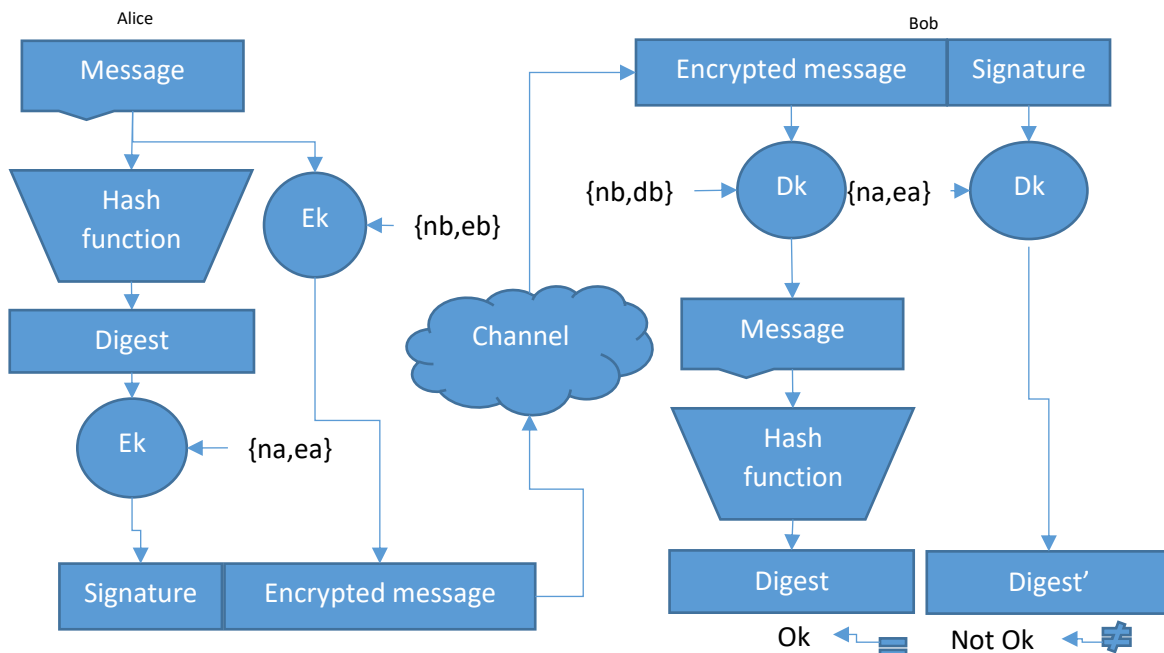 Alice
Message
Hash
function
Ek
{nb,eb}
Digest
Ek
{na,ea}
Signature
Encrypted message
Channel
Bob
Encrypted message
Signature
{nb,db}
Dk
{na,ea}
Dk
Message
Hash
function
Digest
Digest’
Ok
=
Not Ok
≠